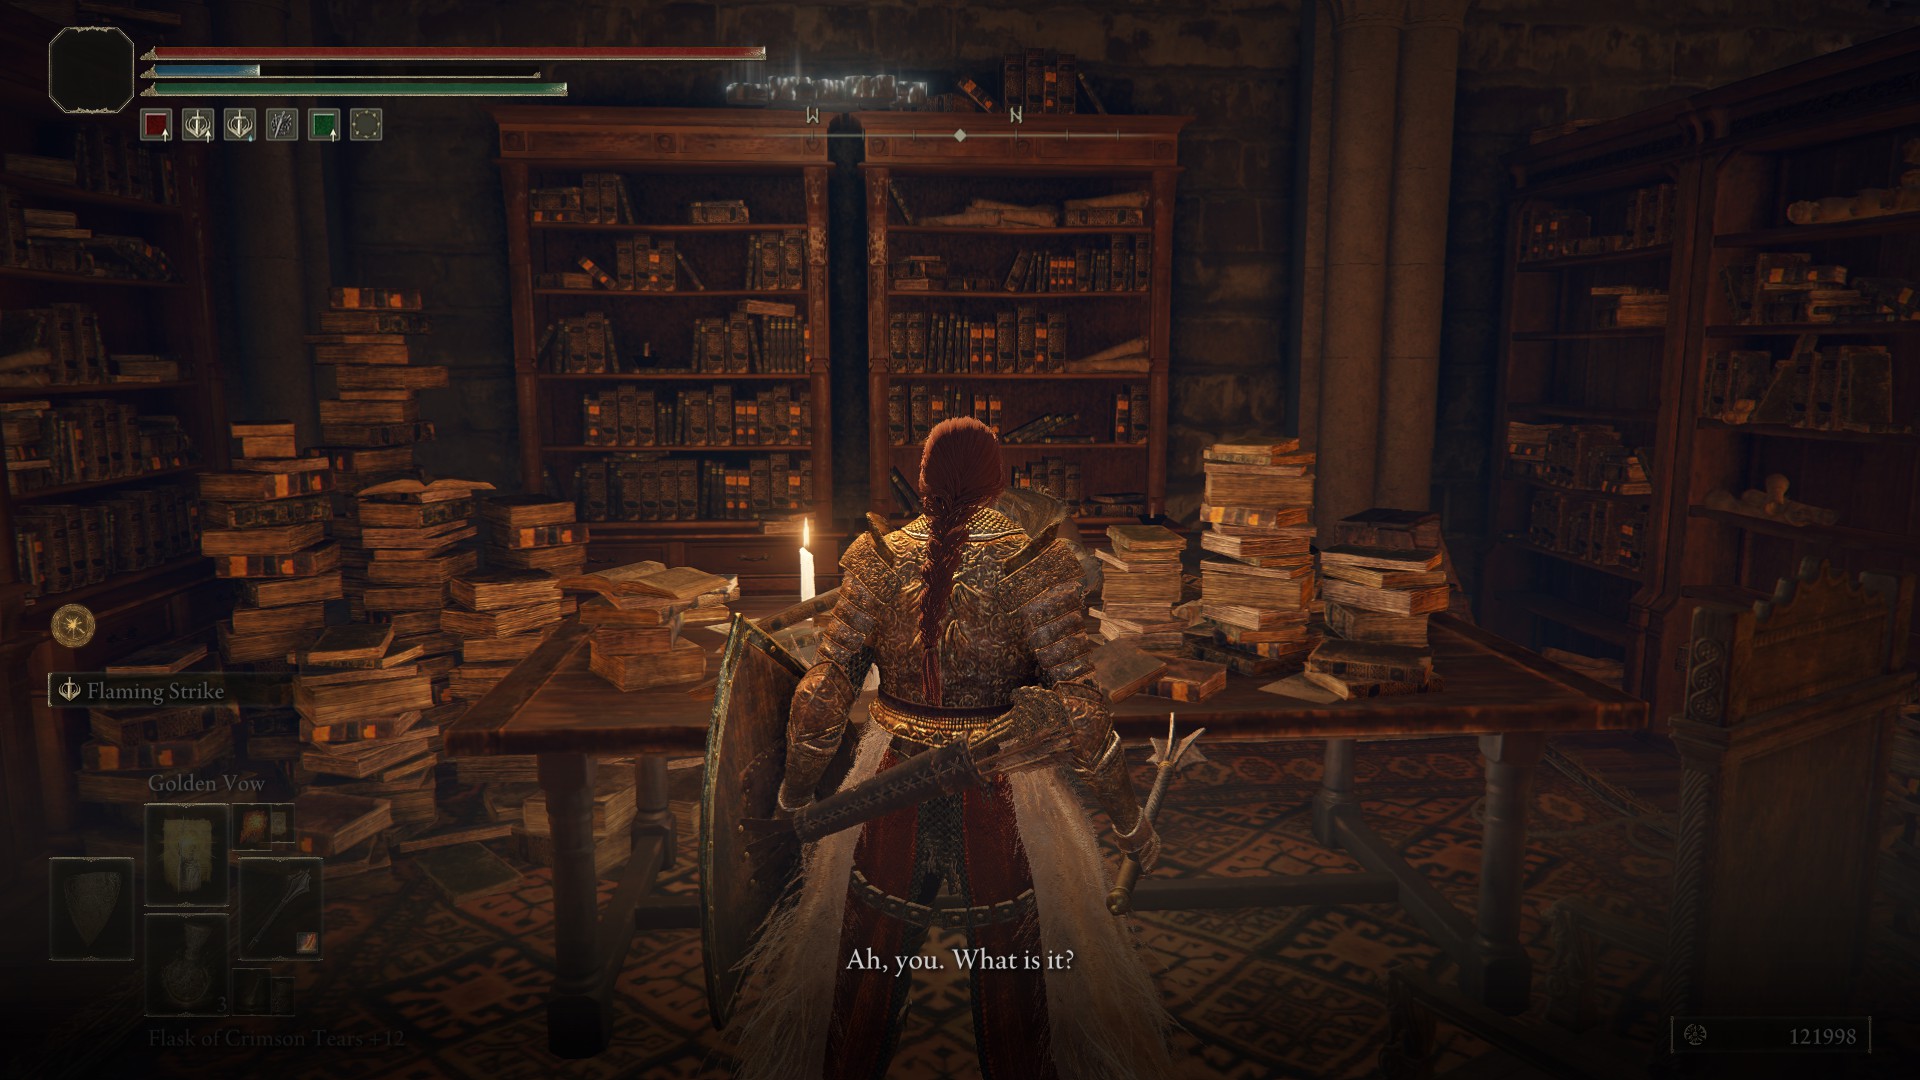 W N
Flaming Strike
Golden Vow
3
Flask of Crimson Tears +12
Ah, you. What is it?
121998